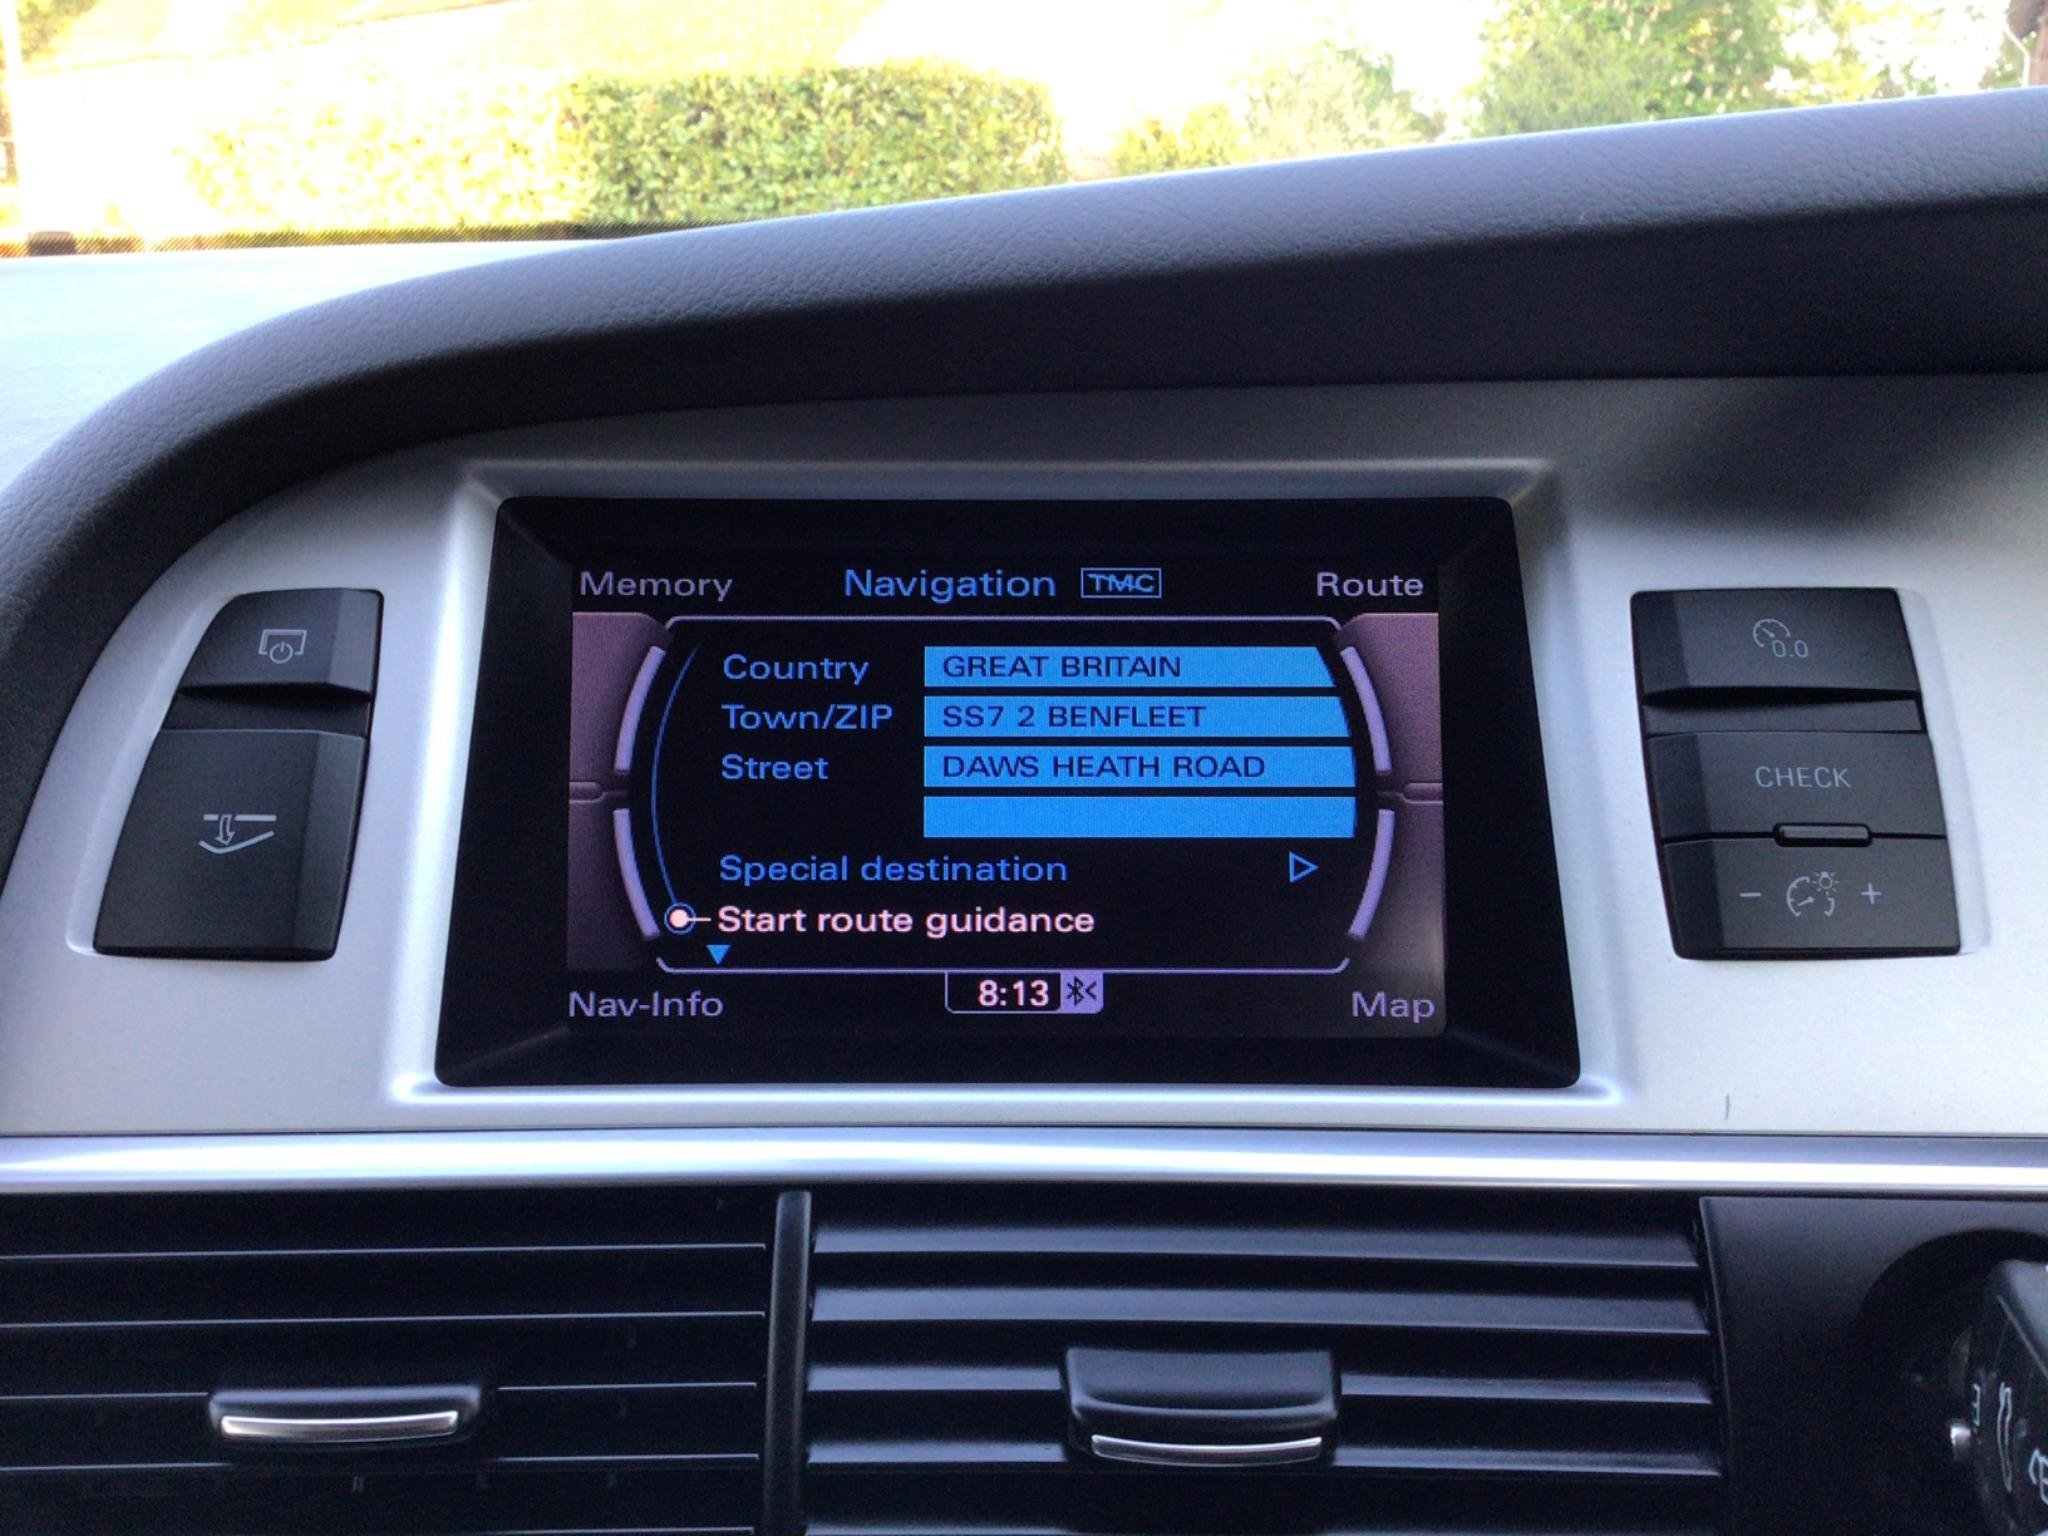 Memory Navigation TMC Route
Country GREAT BRITAIN
Town/ZIP SS7 2 BENFLEET
Street DAWS HEATH ROAD
Special destination
Start route guidance
Nav-Info 8:13 Map
0.0
CHECK
- +